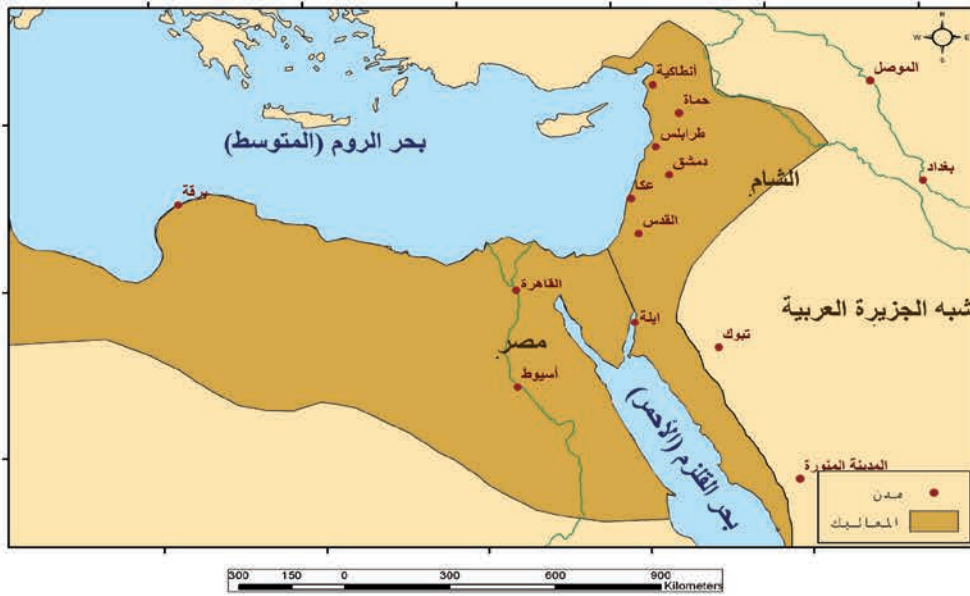 N
W E
S
الموصل
أنطاكية
حماة
بحر الروم (المتوسط)
طرابلس
دمشق
بغداد
الشام
عكا
برقة
القدس
القاهرة
شبه الجزيرة العربية
ايلة
مصر
تبوك
أسيوط
بحر القلزم (الأحمر)
المدينة المنورة
مدن
المماليك
300 150 0 300 600 900
Kilometers